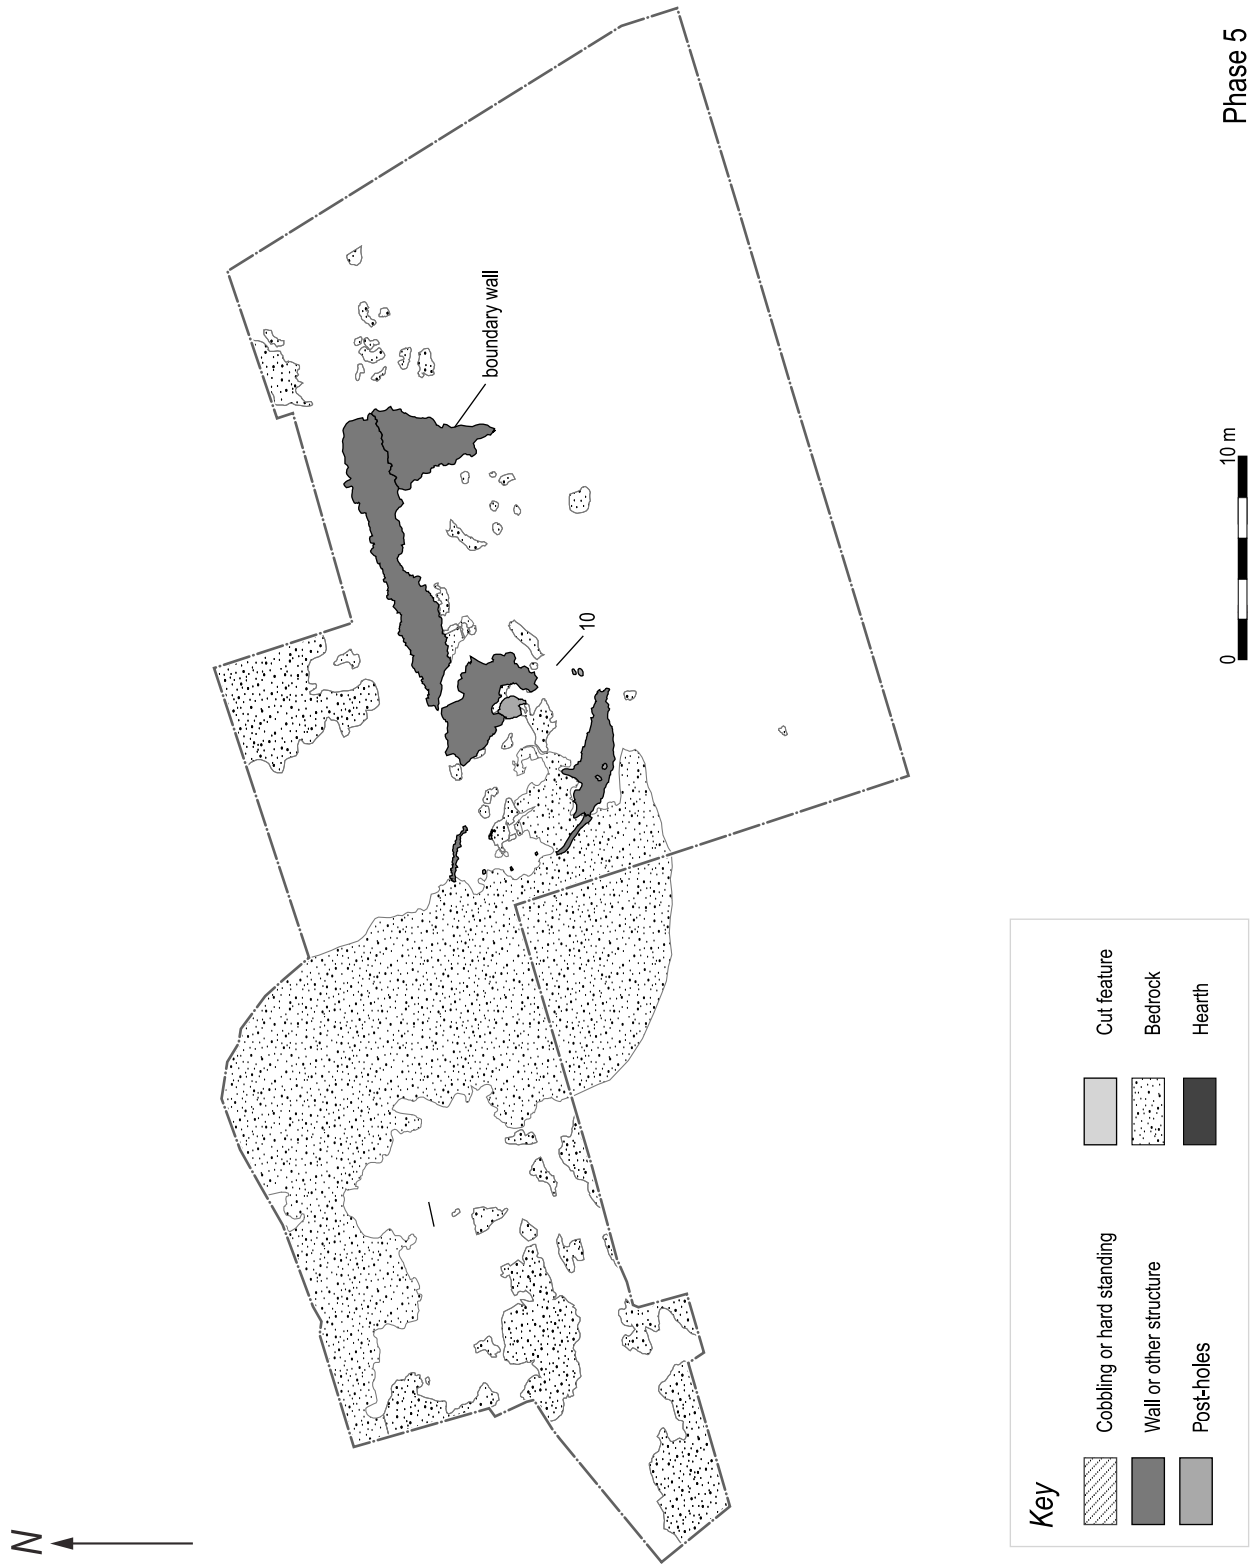 N
boundary wall
10
Key
Cobbling or hard standing
Wall or other structure
Post-holes
Cut feature
Bedrock
Hearth
0
10 m
Phase 5